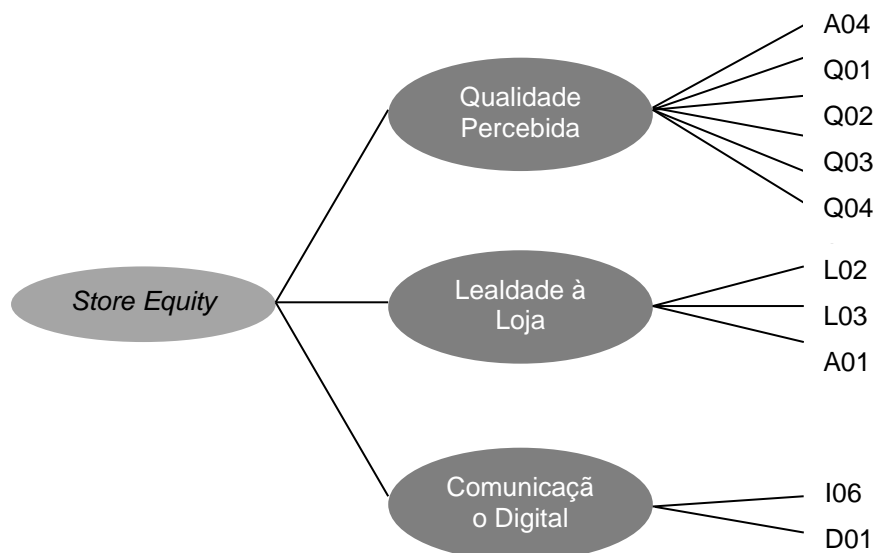 A04
Q01
Qualidade
Percebida
Q02
Q03
Q04
Store Equity
Lealdade à
Loja
L02
L03
A01
Comunicaçã
o Digital
I06
D01